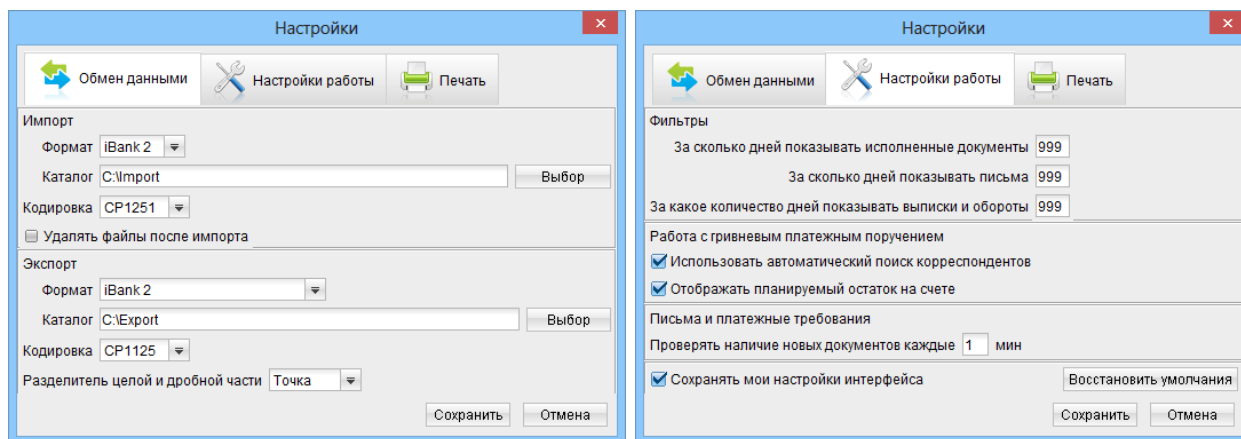 Настройки
Обмен данными Настройки работы Печать
Импорт
Формат iBank 2
Каталог C:\Import Выбор
Кодировка CP1251
Удалять файлы после импорта
Экспорт
Формат iBank 2
Каталог C:\Export Выбор
Кодировка CP1125
Разделитель целой и дробной части Точка
Сохранить Отмена
Настройки
Обмен данными Настройки работы Печать
Фильтры
За сколько дней показывать исполненные документы 999
За сколько дней показывать письма 999
За какое количество дней показывать выписки и обороты 999
Работа с гривневым платежным поручением
Использовать автоматический поиск корреспондентов
Отображать планируемый остаток на счете
Письма и платежные требования
Проверять наличие новых документов каждые 1 мин
Сохранять мои настройки интерфейса Восстановить умолчания
Сохранить Отмена